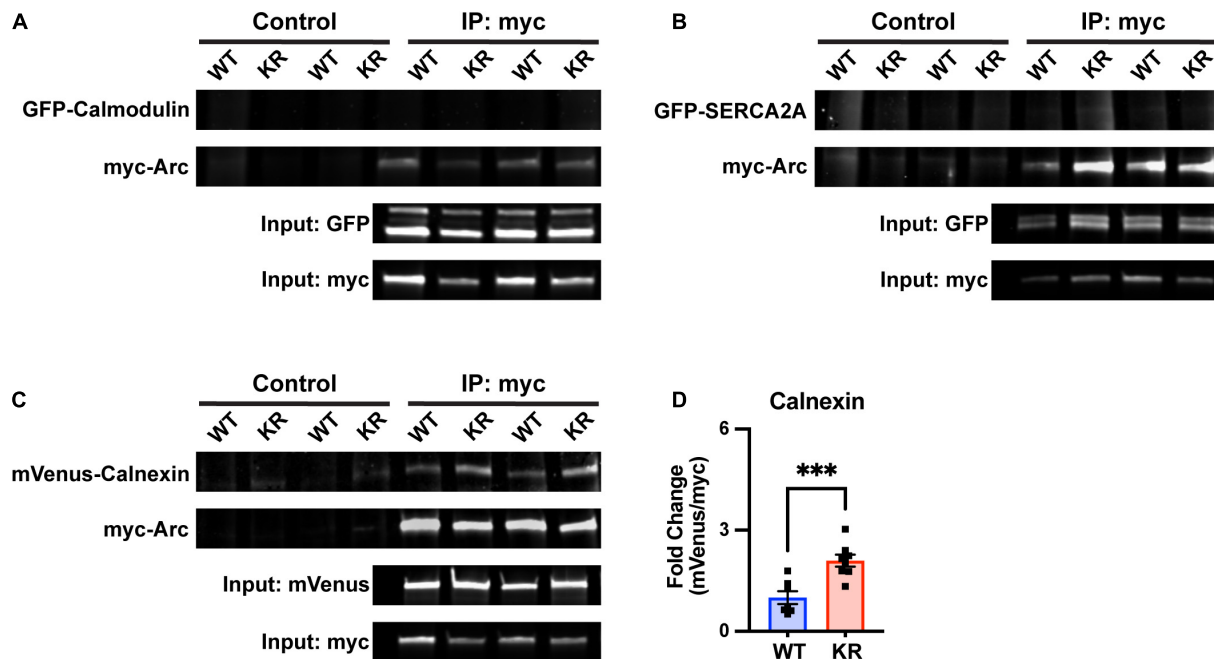 A
Control
IP: myc
WT KR WT KR WT KR WT KR
GFP-Calmodulin
myc-Arc
Input: GFP
Input: myc
B
Control
IP: myc
WT KR WT KR WT KR WT KR
GFP-SERCA2A
myc-Arc
Input: GFP
Input: myc
C
Control
IP: myc
WT KR WT KR WT KR WT KR
mVenus-Calnexin
myc-Arc
Input: mVenus
Input: myc
D
Calnexin
Fold Change
(mVenus/myc)
6
3
0
***
WT KR